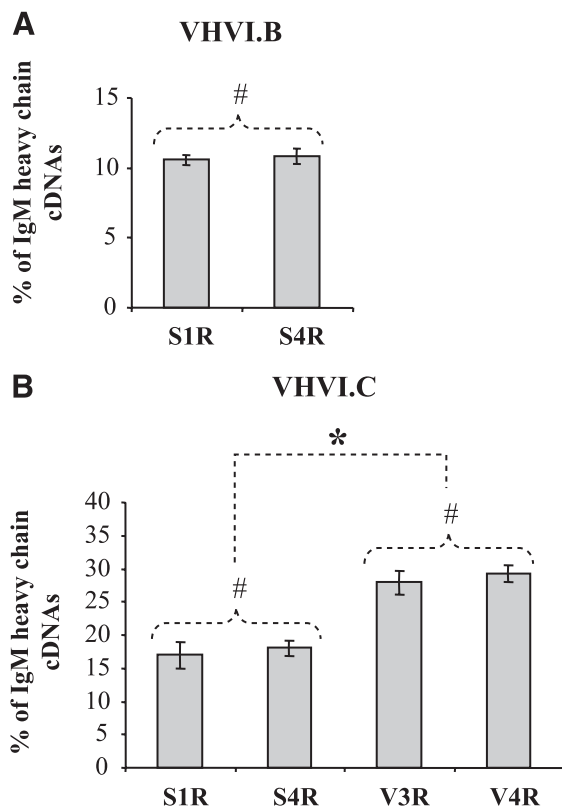 A
VHVI.B
#
% of IgM heavy chain
cDNAs
15
10
5
0
S1R S4R
B
VHVI.C
*
#
#
% of IgM heavy chain
cDNAs
40
35
30
25
20
15
10
5
0
S1R S4R V3R V4R